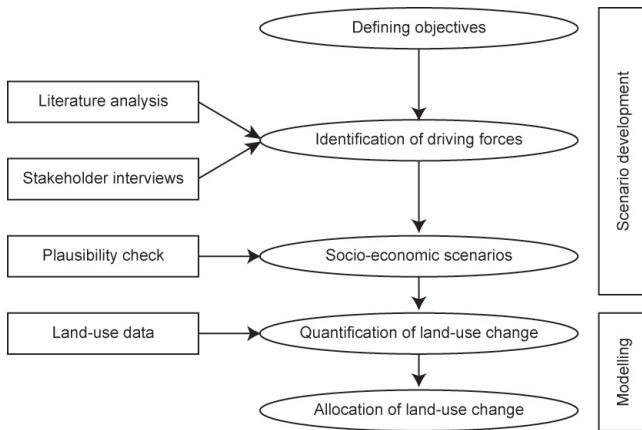 Defining objectives
Literature analysis
Identification of driving forces
Stakeholder interviews
Plausibility check
Socio-economic scenarios
Land-use data
Quantification of land-use change
Allocation of land-use change
Scenario development
Modelling